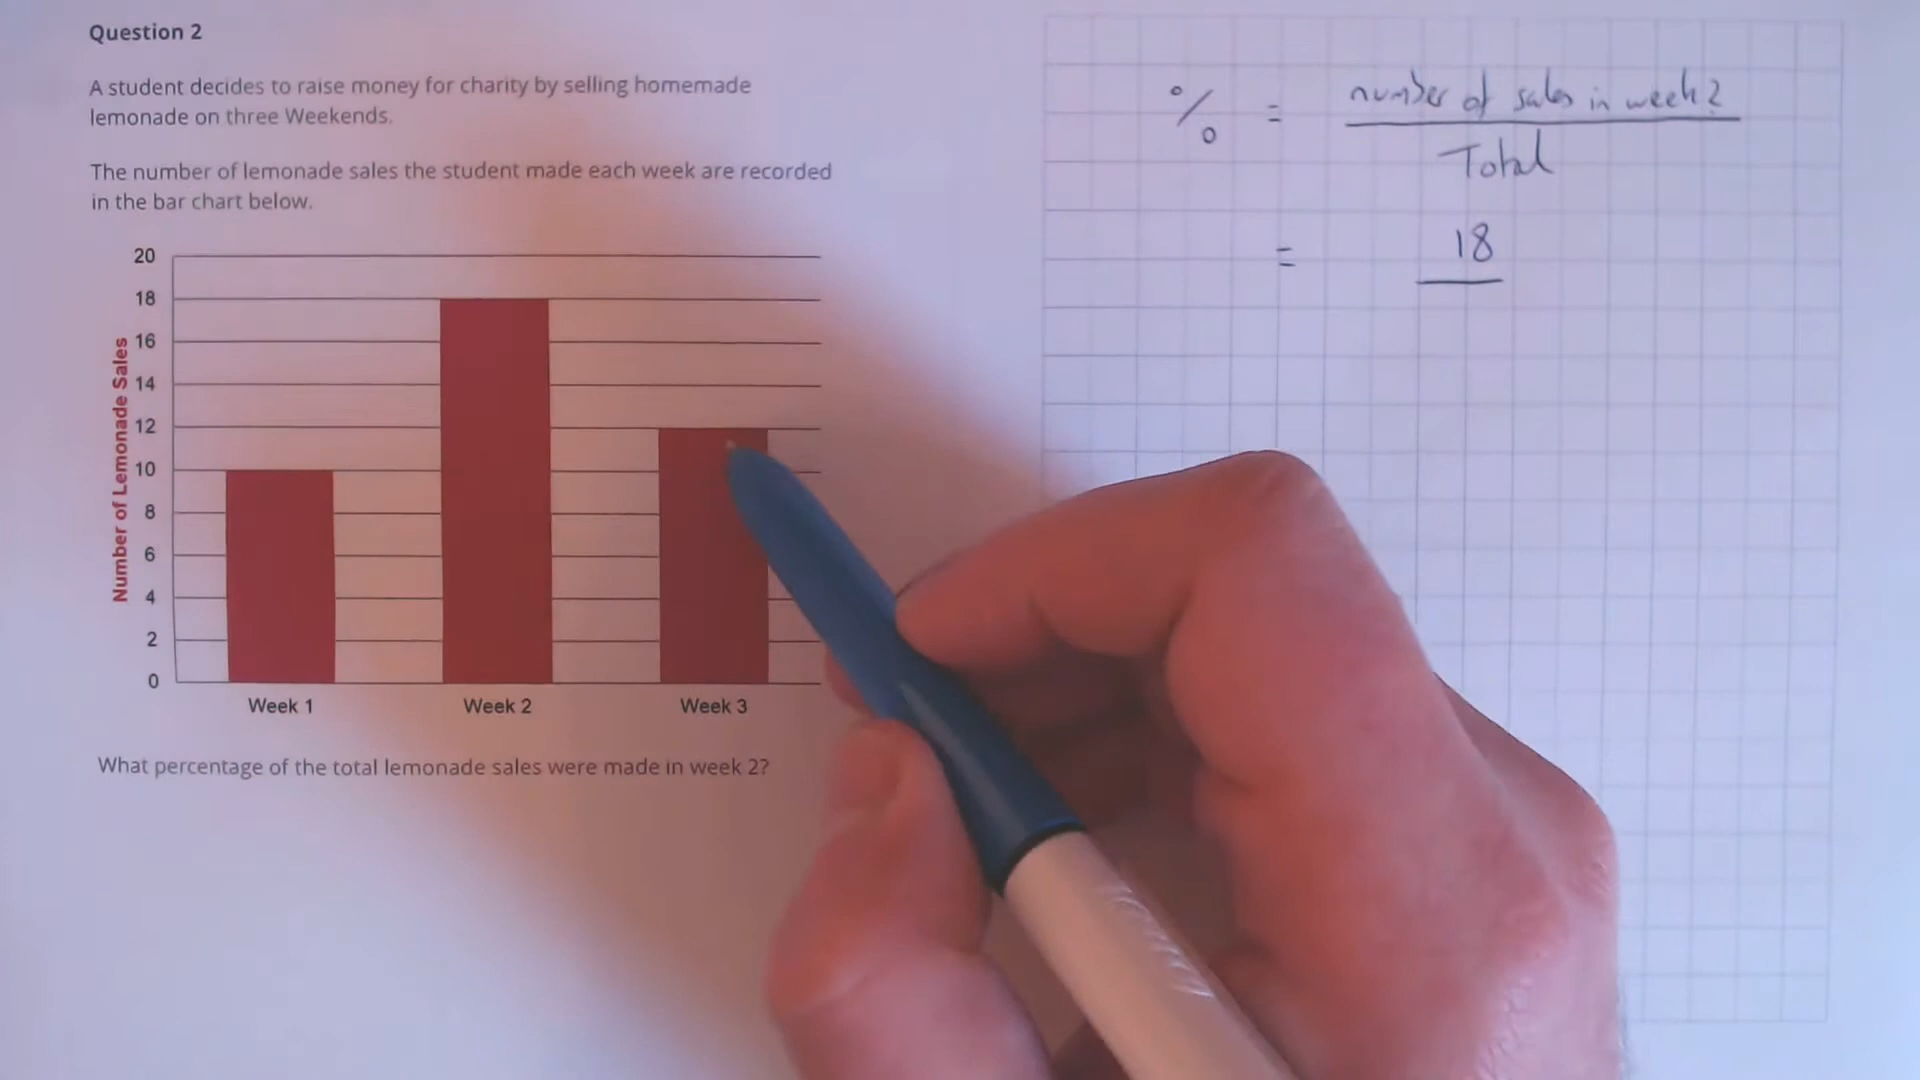 Question 2
A student decides to raise money for charity by selling homemade
lemonade on three Weekends.
The number of lemonade sales the student made each week are recorded
in the bar chart below.
20
18
16
14
12
10
8
6
4
2
0
Number of Lemonade Sales
Week 1 Week 2 Week 3
What percentage of the total lemonade sales were made in week 2?
% = number of sales in week 2
Total
= 18